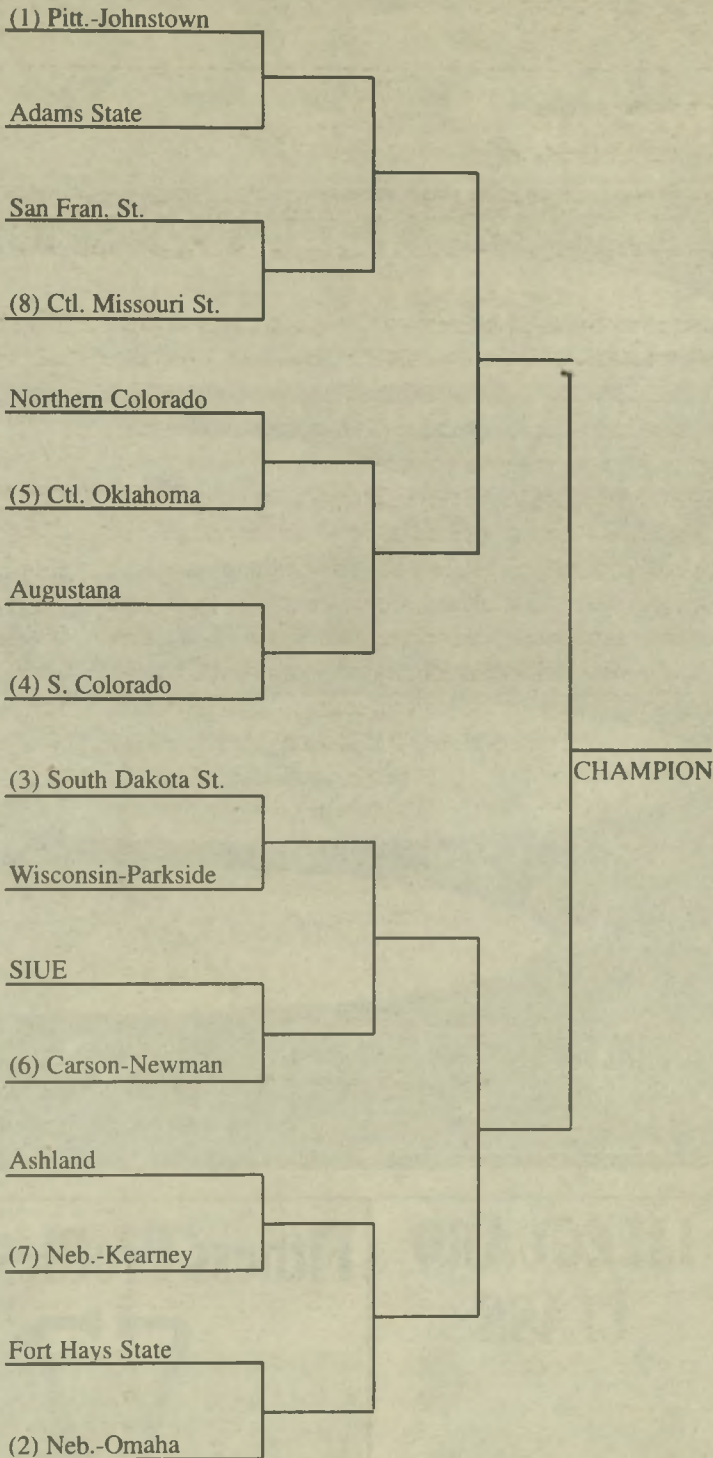 (1) Pitt.-Johnstown
Adams State
San Fran. St.
(8) Ctl. Missouri St.
Northern Colorado
(5) Ctl. Oklahoma
Augustana
(4) S. Colorado
(3) South Dakota St.
CHAMPION
Wisconsin-Parkside
SIUE
(6) Carson-Newman
Ashland
(7) Neb.-Kearney
Fort Hays State
(2) Neb.-Omaha